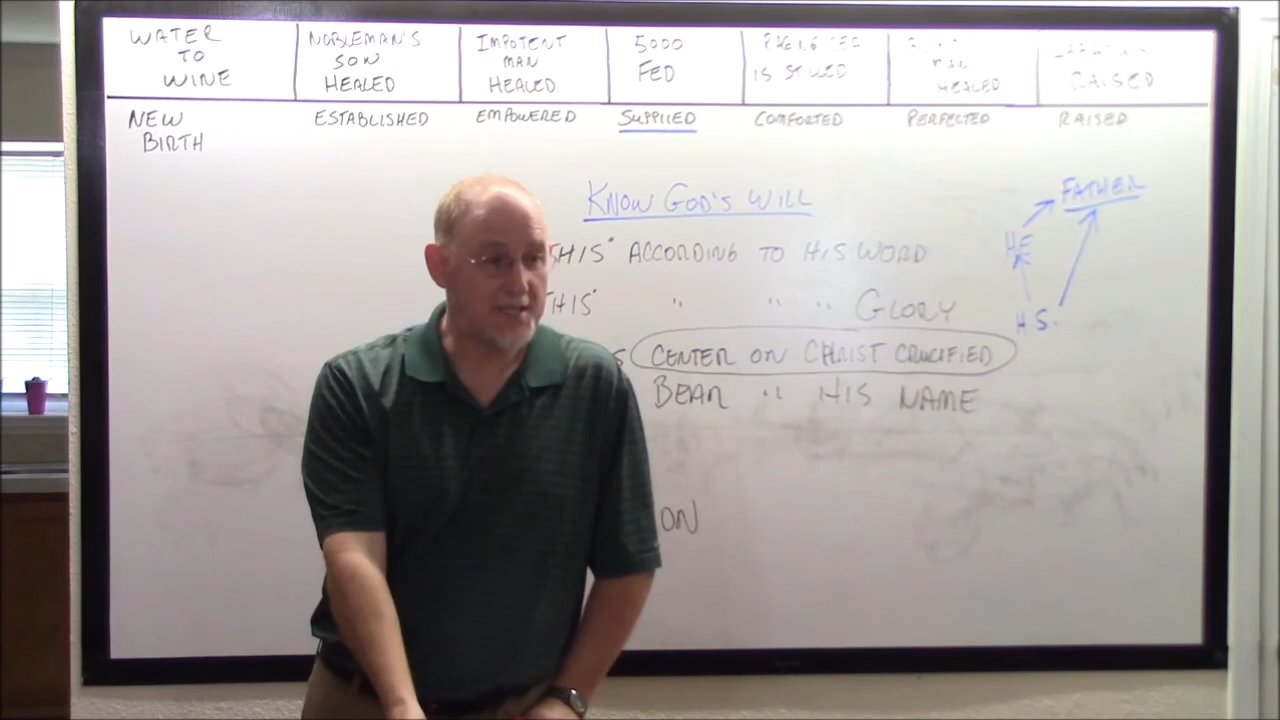 WATER
TO
WINE
NOBLEMAN'S
SON
HEALED
IMPOTENT
MAN
HEALED
5000
FED
IS
HEALED
RAISED
NEW
BIRTH
ESTABLISHED
EMPOWERED
SUPPLIED
COMFORTED
PERFECTED
RAISED
KNOW GOD'S WILL
THIS" ACCORDING TO HIS WORD
THIS" " " " GLORY
CENTER ON CHRIST CRUCIFIED
BEAR " HIS NAME
ON
FATHER
HE
H S.